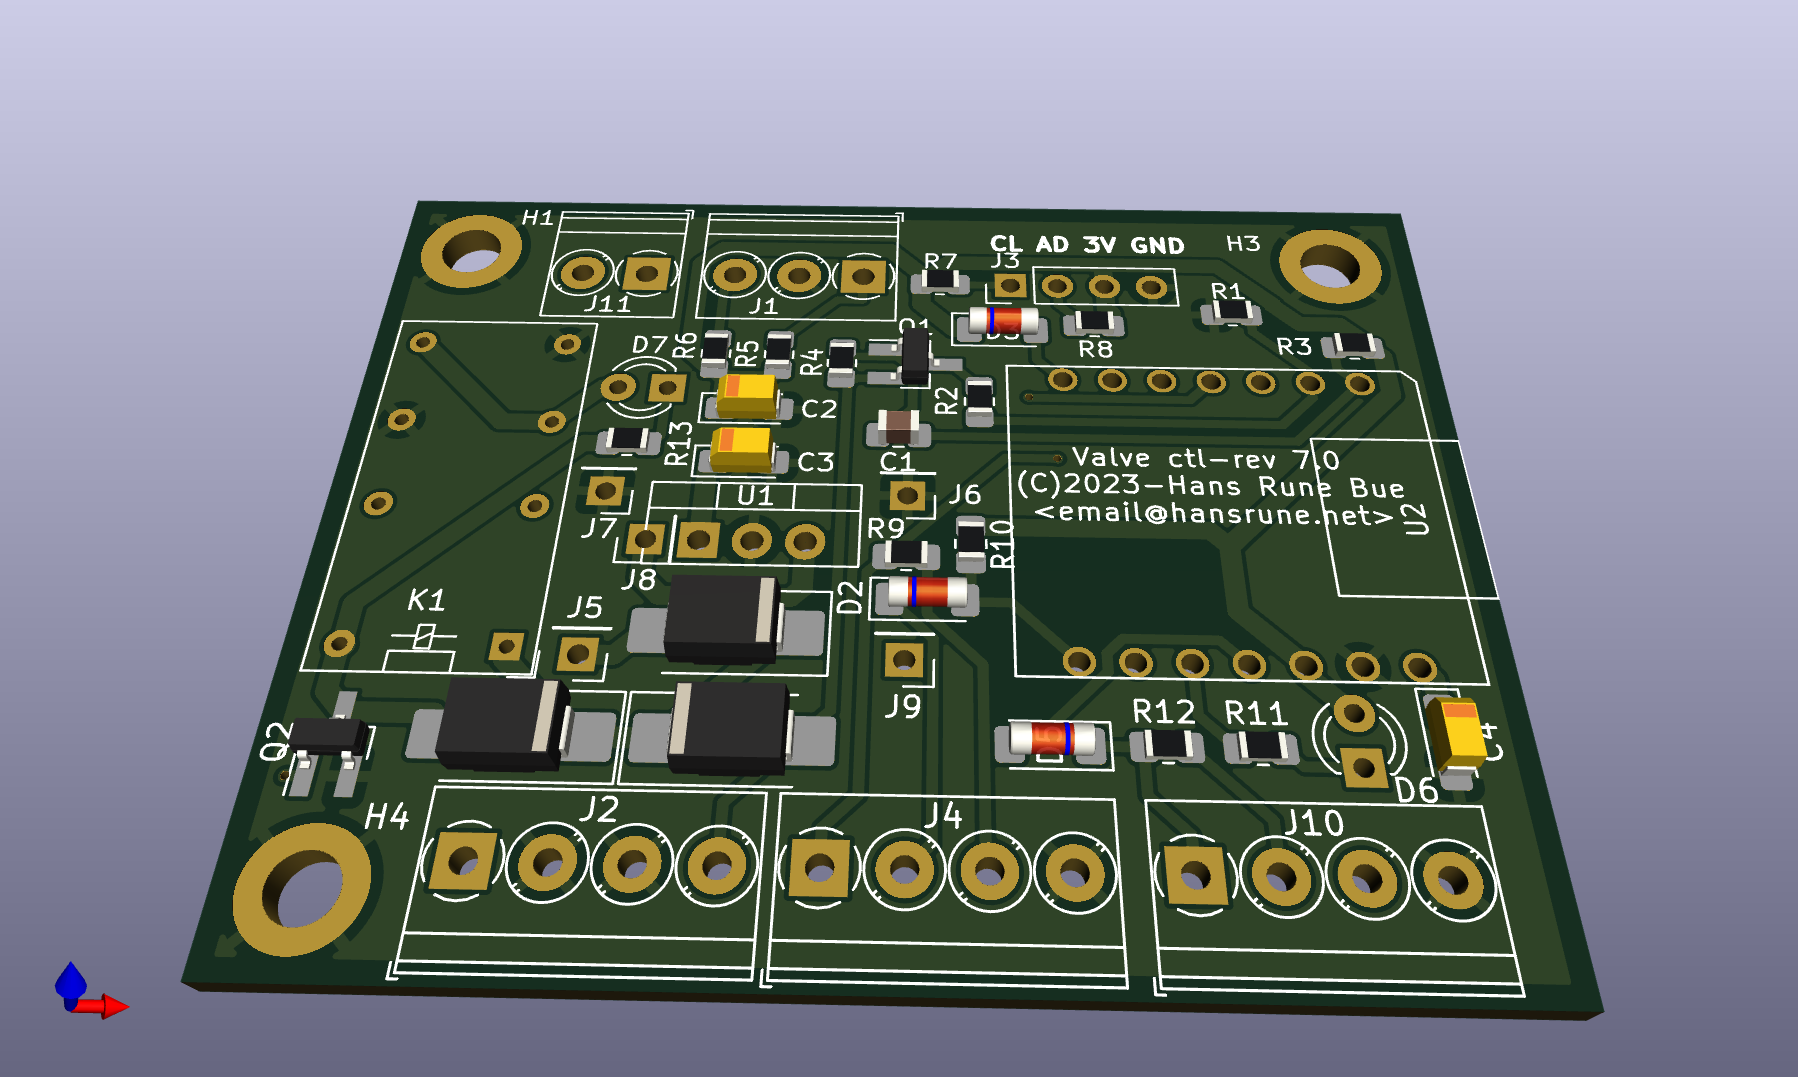 H1
CL AD 3V GND
H3
J11
J1
R7
J3
R1
D7
R6
R5
R4
Q1
D3
R8
R3
C2
R2
R13
C3
C1
Valve ctl-rev 7.0
(C)2023-Hans Rune Bue
<email@hansrune.net>
U2
U1
J6
J7
R9
R10
J8
D2
K1
J5
J9
R12
R11
Q2
C4
D6
H4
J2
J4
J10